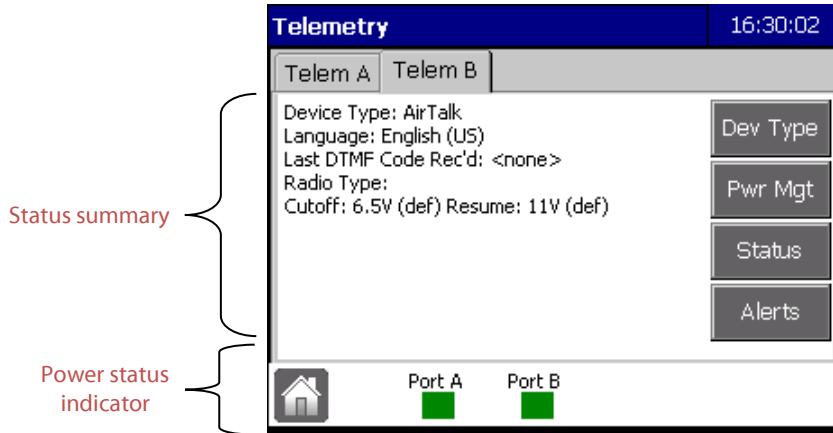 Telemetry
16:30:02
Telem A
Telem B
Device Type: AirTalk
Language: English (US)
Last DTMF Code Rec'd: <none>
Radio Type:
Cutoff: 6.5V (def) Resume: 11V (def)
Dev Type
Pwr Mgt
Status
Alerts
Status summary
Power status
indicator
Port A
Port B